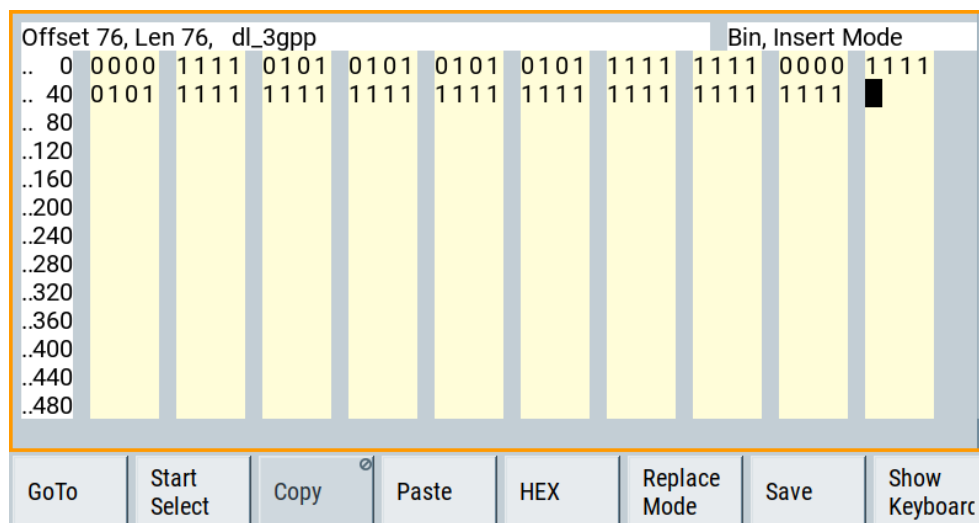 Offset 76, Len 76, dl_3gpp Bin, Insert Mode
.. 0 0000 1111 0101 0101 0101 0101 1111 1111 0000 1111
.. 40 0101 1111 1111 1111 1111 1111 1111 1111 1111
.. 80
..120
..160
..200
..240
..280
..320
..360
..400
..440
..480
GoTo Start Select Copy Paste HEX Replace Mode Save Show Keyboard